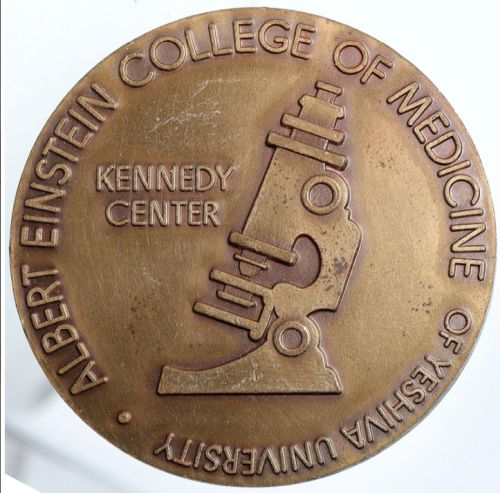 ALBERT EINSTEIN COLLEGE OF MEDICINE OF YESHIVA UNIVERSITY •
KENNEDY
CENTER